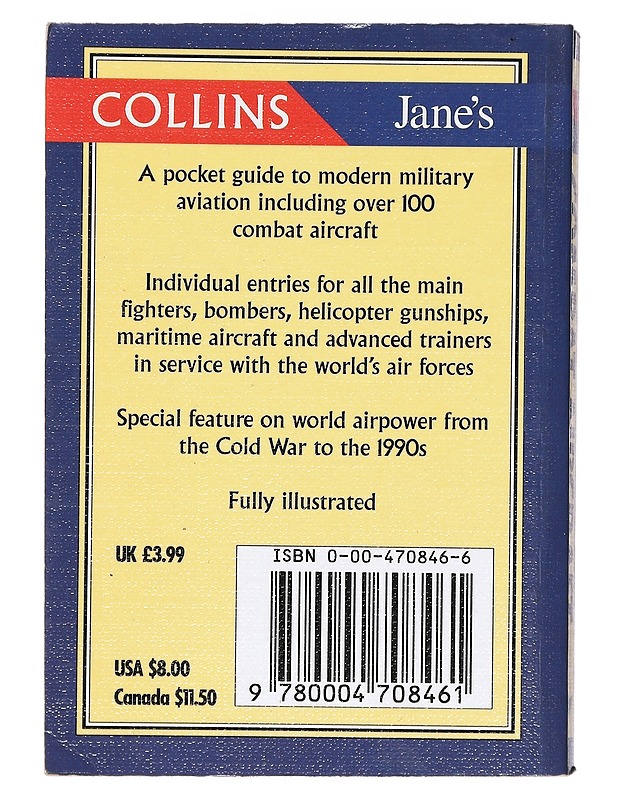 COLLINS Jane's
A pocket guide to modern military
aviation including over 100
combat aircraft
Individual entries for all the main
fighters, bombers, helicopter gunships,
maritime aircraft and advanced trainers
in service with the world's air forces
Special feature on world airpower from
the Cold War to the 1990s
Fully illustrated
UK £3.99
ISBN 0-00-470846-6
USA $8.00
Canada $11.50
9 780004 708461